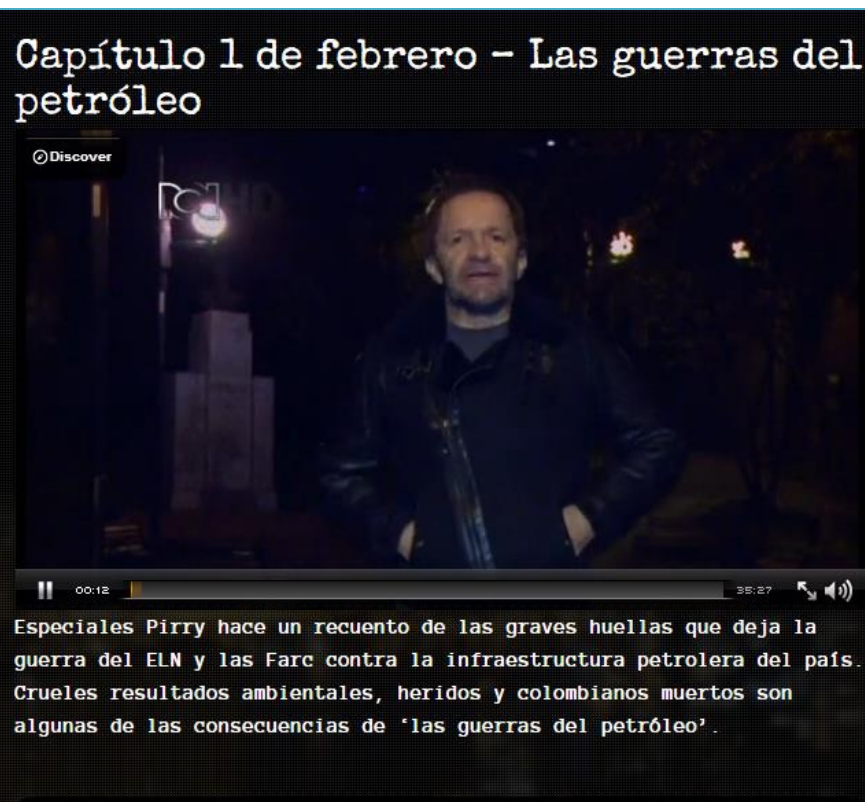 Capítulo 1 de febrero – Las guerras del
petróleo
Discover
RCN HD
00:12
35:27
Especiales Pirry hace un recuento de las graves huellas que deja la
guerra del ELN y las Farc contra la infraestructura petrolera del país.
Crueles resultados ambientales, heridos y colombianos muertos son
algunas de las consecuencias de ‘las guerras del petróleo’.